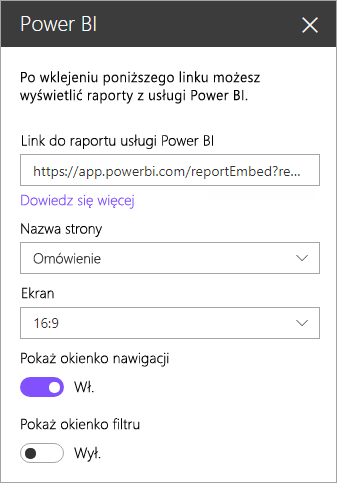 Power BI
Po wklejeniu poniższego linku możesz
wyświetlić raporty z usługi Power BI.
Link do raportu usługi Power BI
https://app.powerbi.com/reportEmbed?re...
Dowiedz się więcej
Nazwa strony
Omówienie
Ekran
16:9
Pokaż okienko nawigacji
Wł.
Pokaż okienko filtru
Wył.